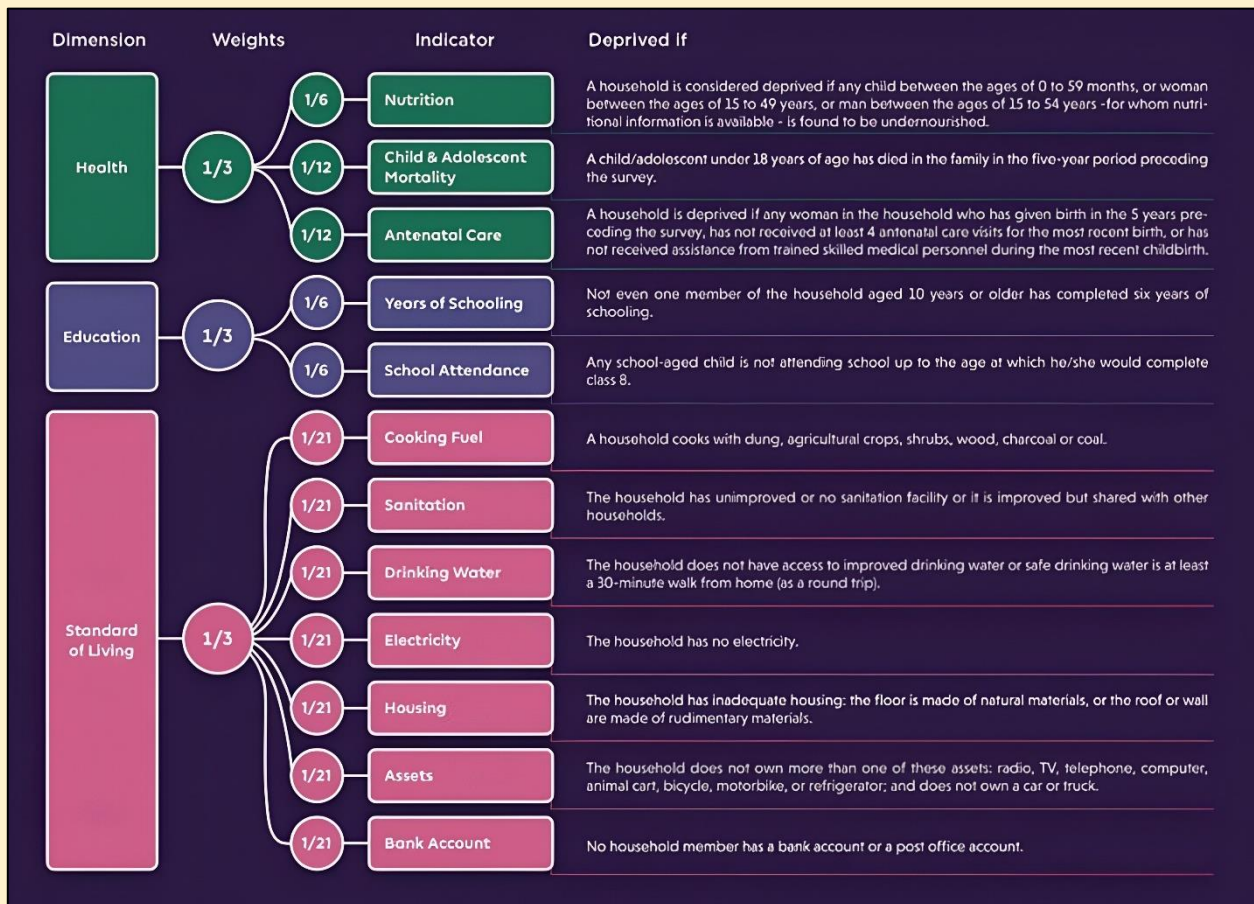 Dimension Weights Indicator Deprived if
Health
1/3
1/6
Nutrition
A household is considered deprived if any child between the ages of 0 to 59 months, or woman
between the ages of 15 to 49 years, or man between the ages of 15 to 54 years -for whom nutri-
tional information is available - is found to be undernourished.
1/12
Child & Adolescent
Mortality
A child/adolescent under 18 years of age has died in the family in the five-year period preceding
the survey.
1/12
Antenatal Care
A household is deprived if any woman in the household who has given birth in the 5 years pre-
ceding the survey, has not received at least 4 antenatal care visits for the most recent birth, or has
not received assistance from trained skilled medical personnel during the most recent childbirth.
Education
1/3
1/6
Years of Schooling
Not even one member of the household aged 10 years or older has completed six years of
schooling.
1/6
School Attendance
Any school-aged child is not attending school up to the age at which he/she would complete
class 8.
Standard
of Living
1/3
1/21
Cooking Fuel
A household cooks with dung, agricultural crops, shrubs, wood, charcoal or coal.
1/21
Sanitation
The household has unimproved or no sanitation facility or it is improved but shared with other
households.
1/21
Drinking Water
The household does not have access to improved drinking water or safe drinking water is at least
a 30-minute walk from home (as a round trip).
1/21
Electricity
The household has no electricity.
1/21
Housing
The household has inadequate housing: the floor is made of natural materials, or the roof or wall
are made of rudimentary materials.
1/21
Assets
The household does not own more than one of these assets: radio, TV, telephone, computer,
animal cart, bicycle, motorbike, or refrigerator; and does not own a car or truck.
1/21
Bank Account
No household member has a bank account or a post office account.